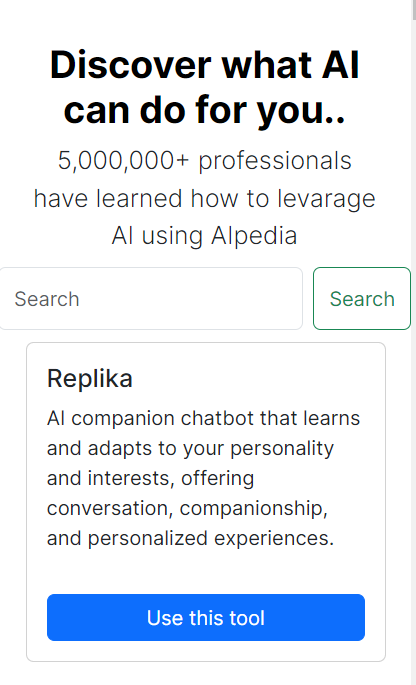 Discover what AI
can do for you..
5,000,000+ professionals
have learned how to levarage
AI using AIpedia
Search Search
Replika
AI companion chatbot that learns
and adapts to your personality
and interests, offering
conversation, companionship,
and personalized experiences.
Use this tool